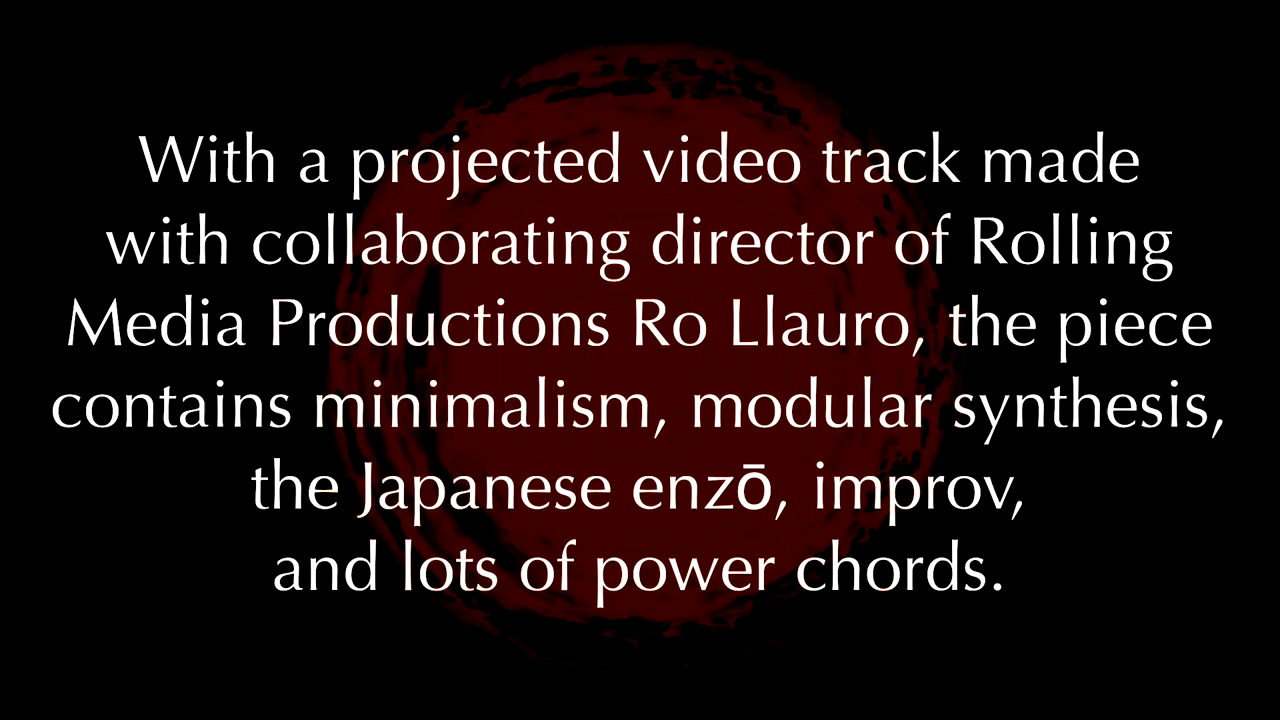 With a projected video track made
with collaborating director of Rolling
Media Productions Ro Llauro, the piece
contains minimalism, modular synthesis,
the Japanese enzō, improv,
and lots of power chords.